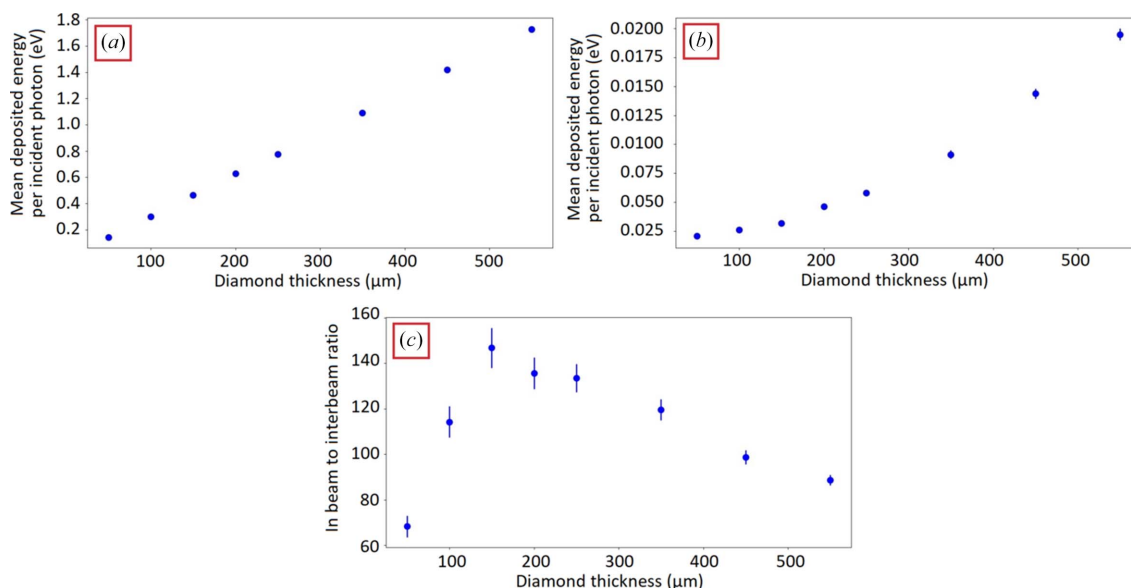 (a)
Mean deposited energy
per incident photon (eV)
1.8
1.6
1.4
1.2
1.0
0.8
0.6
0.4
0.2
100 200 300 400 500
Diamond thickness (μm)
(b)
Mean deposited energy
per incident photon (eV)
0.0200
0.0175
0.0150
0.0125
0.0100
0.0075
0.050
0.025
100 200 300 400 500
Diamond thickness (μm)
(c)
In beam to interbeam ratio
160
140
120
100
80
60
100 200 300 400 500
Diamond thickness (μm)